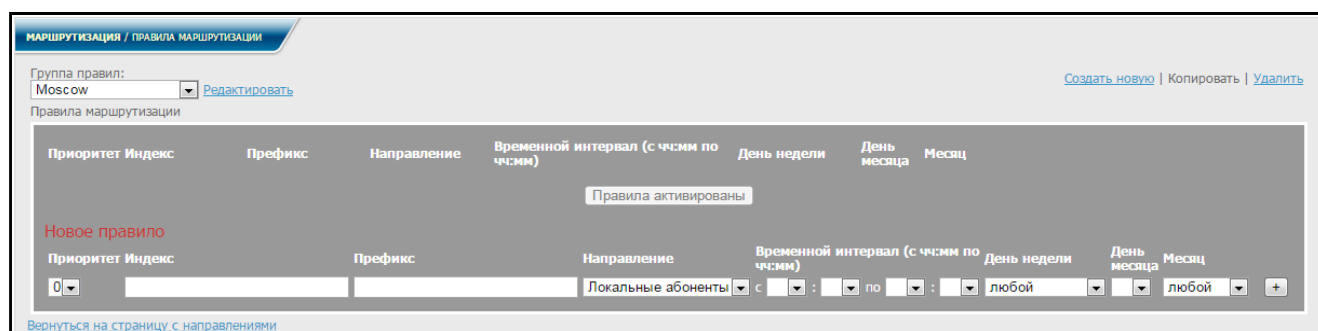 МАРШРУТИЗАЦИЯ / ПРАВИЛА МАРШРУТИЗАЦИИ
Группа правил:
Moscow Редактировать
Создать новую | Копировать | Удалить
Правила маршрутизации
Приоритет Индекс Префикс Направление Временной интервал (с чч:мм по чч:мм) День недели День месяца Месяц
Правила активированы
Новое правило
Приоритет Индекс Префикс Направление Временной интервал (с чч:мм по чч:мм) День недели День месяца Месяц
0 Локальные абоненты с : по : любой любой +
Вернуться на страницу с направлениями